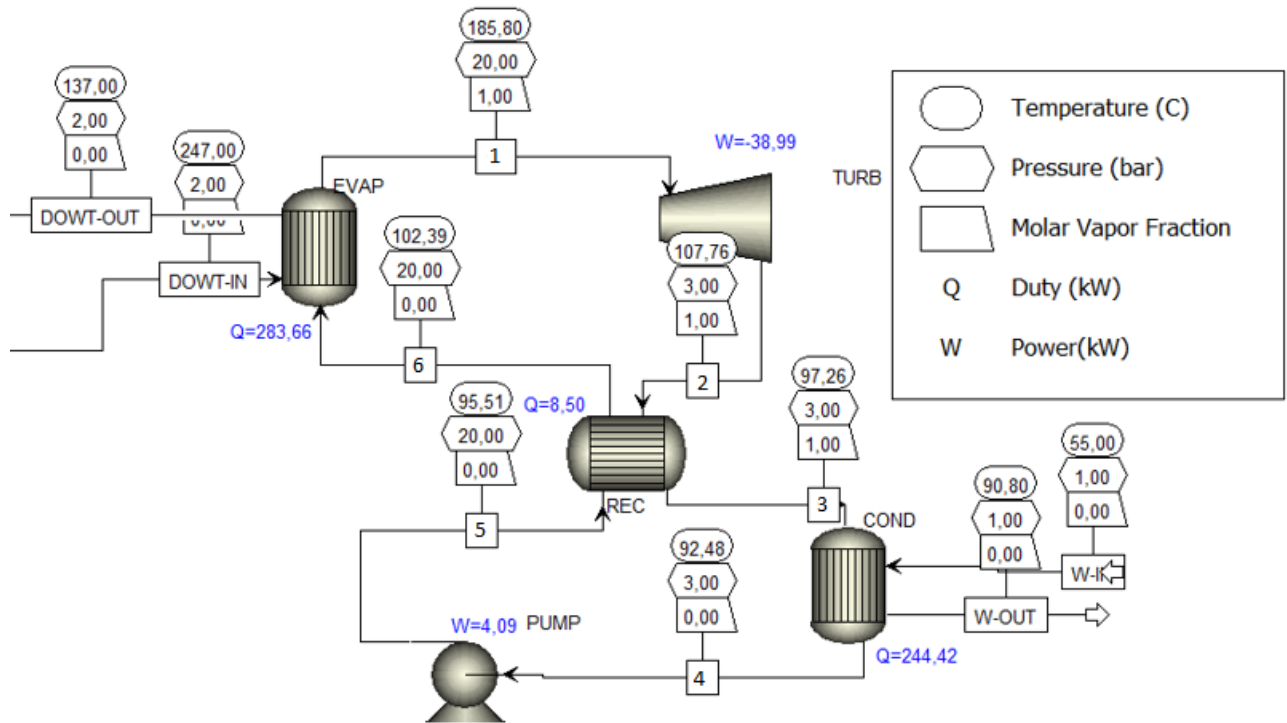 185,80
20,00
1,00
1
137,00
2,00
0,00
DOWT-OUT
247,00
2,00
0,00
DOWT-IN
EVAP
Q=283,66
102,39
20,00
0,00
6
W=-38,99
TURB
107,76
3,00
1,00
2
Temperature (C)
Pressure (bar)
Molar Vapor Fraction
Q Duty (kW)
W Power(kW)
95,51
20,00
0,00
5
Q=8,50
REC
97,26
3,00
1,00
3
COND
90,80
1,00
0,00
W-OUT
55,00
1,00
0,00
Q=244,42
92,48
3,00
0,00
4
W=4,09 PUMP